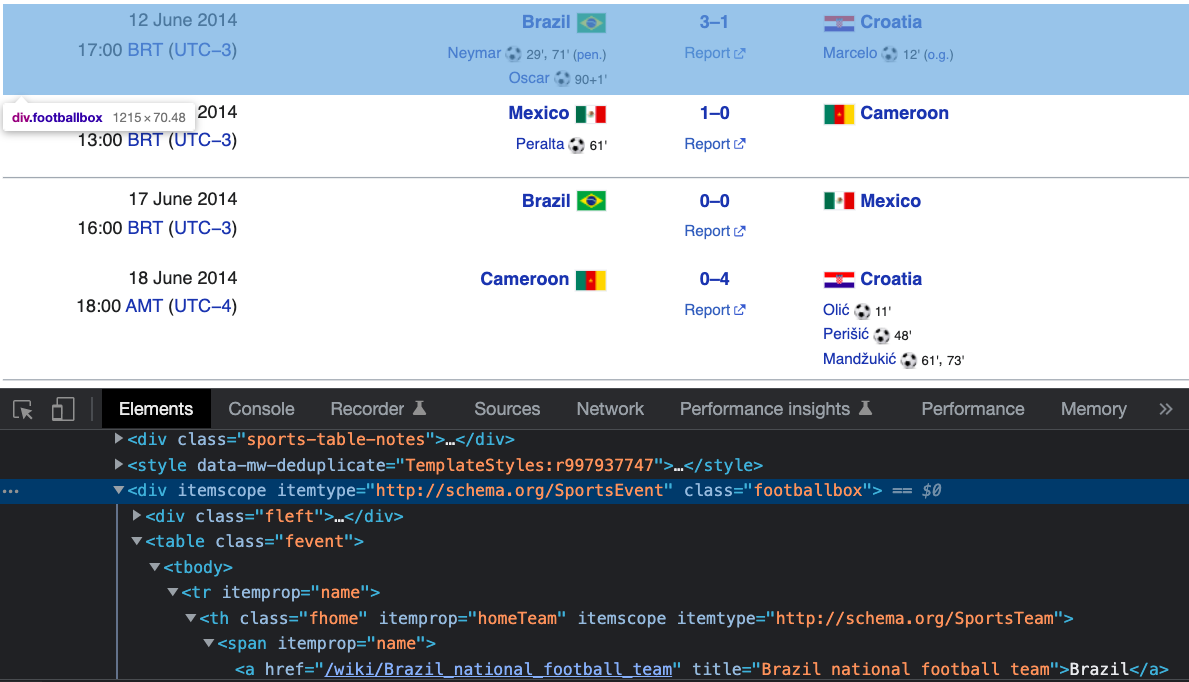 12 June 2014 Brazil 3–1 Croatia
17:00 BRT (UTC−3) Neymar 29', 71' (pen.) Report Marcelo 12' (o.g.)
Oscar 90+1'
div.footballbox 1215 × 70.48 2014 Mexico 1–0 Cameroon
13:00 BRT (UTC−3) Peralta 61' Report
17 June 2014 Brazil 0–0 Mexico
16:00 BRT (UTC−3) Report
18 June 2014 Cameroon 0–4 Croatia
18:00 AMT (UTC−4) Report Olić 11'
Perišić 48'
Mandžukić 61', 73'
Elements Console Recorder Sources Network Performance insights Performance Memory »
<div class="sports-table-notes">…</div>
<style data-mw-deduplicate="TemplateStyles:r997937747">…</style>
… <div itemscope itemtype="http://schema.org/SportsEvent" class="footballbox"> == $0
<div class="fleft">…</div>
<table class="fevent">
<tbody>
<tr itemprop="name">
<th class="fhome" itemprop="homeTeam" itemscope itemtype="http://schema.org/SportsTeam">
<span itemprop="name">
<a href="/wiki/Brazil_national_football_team" title="Brazil national football team">Brazil</a>